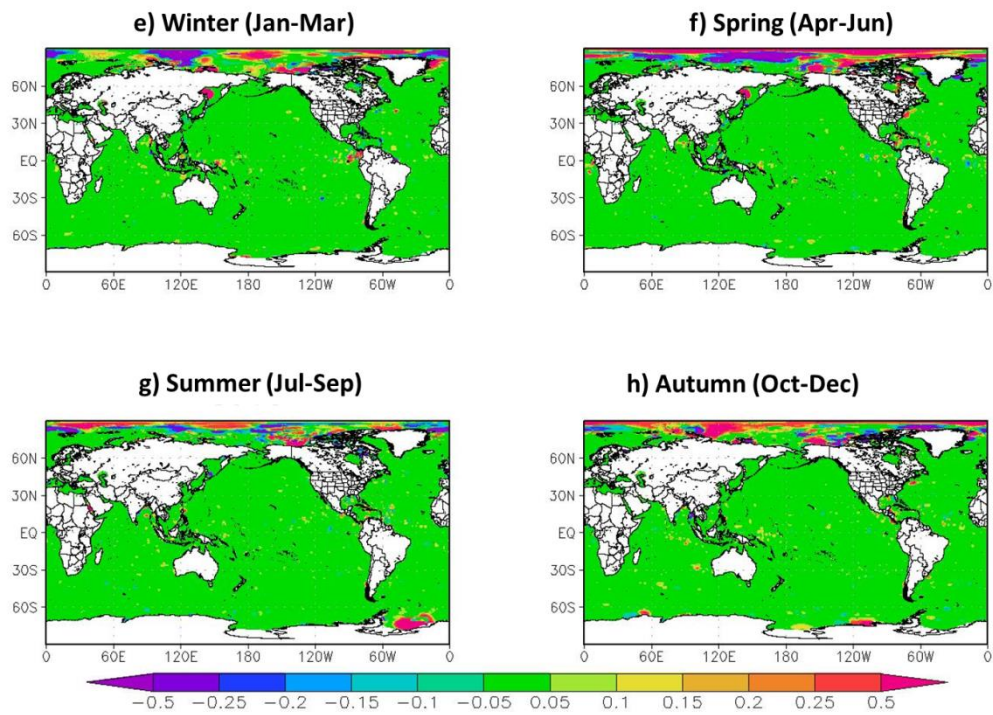 e) Winter (Jan-Mar)
f) Spring (Apr-Jun)
60N
30N
EQ
30S
60S
0 60E 120E 180 120W 60W 0
60N
30N
EQ
30S
60S
0 60E 120E 180 120W 60W 0
g) Summer (Jul-Sep)
h) Autumn (Oct-Dec)
60N
30N
EQ
30S
60S
0 60E 120E 180 120W 60W 0
60N
30N
EQ
30S
60S
0 60E 120E 180 120W 60W 0
-0.5 -0.25 -0.2 -0.15 -0.1 -0.05 0.05 0.1 0.15 0.2 0.25 0.5